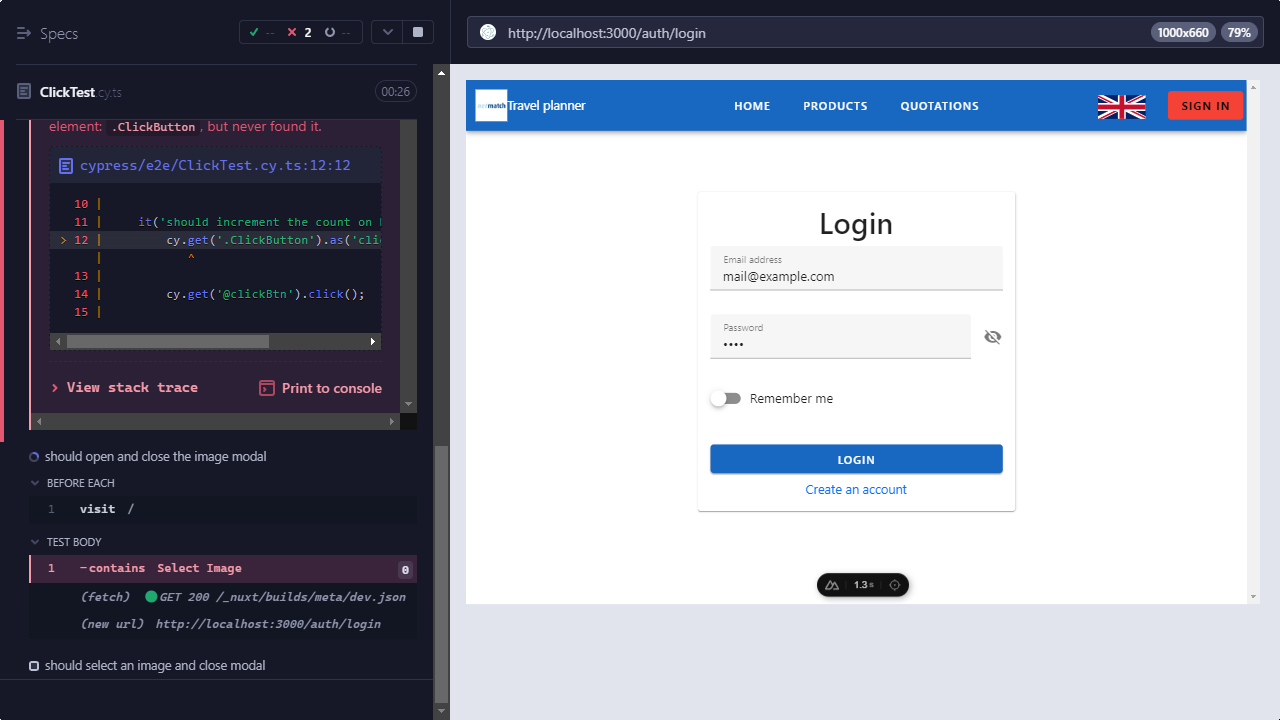 Specs
-- 2 --
ClickTest.cy.ts
00:26
element: .ClickButton , but never found it.
cypress/e2e/ClickTest.cy.ts:12:12
10 |
11 | it('should increment the count on
> 12 | cy.get('.ClickButton').as('cli
| ^
13 |
14 | cy.get('@clickBtn').click();
15 |
> View stack trace
Print to console
should open and close the image modal
BEFORE EACH
1 visit /
TEST BODY
1 -contains Select Image 0
(fetch) GET 200 /_nuxt/builds/meta/dev.json
(new url) http://localhost:3000/auth/login
should select an image and close modal
http://localhost:3000/auth/login
1000x660
79%
Travel planner
HOME
PRODUCTS
QUOTATIONS
SIGN IN
Login
Email address
mail@example.com
Password
••••
Remember me
LOGIN
Create an account
1.3 s